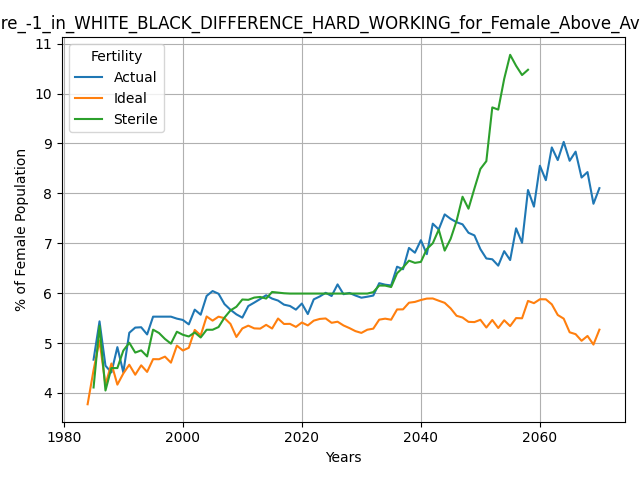 re_-1_in_WHITE_BLACK_DIFFERENCE_HARD_WORKING_for_Female_Above_Av
Fertility
Actual
Ideal
Sterile
% of Female Population
11
10
9
8
7
6
5
4
1980
2000
2020
2040
2060
Years